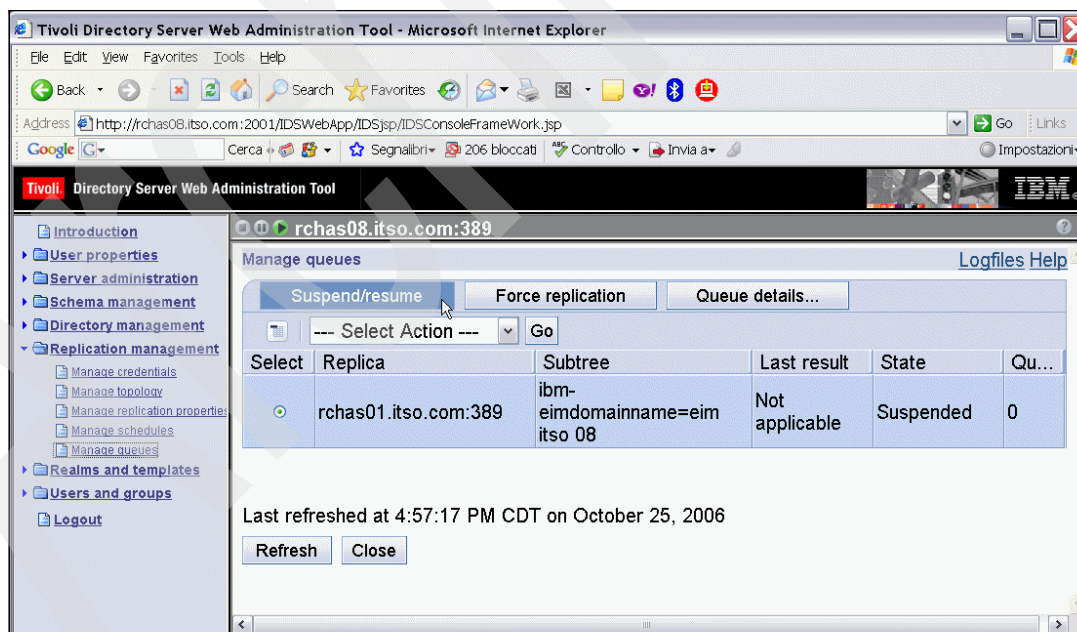 Tivoli Directory Server Web Administration Tool - Microsoft Internet Explorer
File Edit View Favorites Tools Help
Back Search Favorites
Address http://rchas08.itso.com:2001/IDSWebApp/IDSjsp/IDSConsoleFrameWork.jsp Go Links
Google G Cerca Segnalibri 206 bloccati ABC Controllo Invia a Impostazioni
Tivoli. Directory Server Web Administration Tool IBM.
Introduction
User properties
Server administration
Schema management
Directory management
Replication management
Manage credentials
Manage topology
Manage replication properties
Manage schedules
Manage queues
Realms and templates
Users and groups
Logout
rchas08.itso.com:389 ?
Manage queues Logfiles Help
Suspend/resume Force replication Queue details...
--- Select Action --- Go
Select Replica Subtree Last result State Qu...
rchas01.itso.com:389 ibm-eimdomainname=eim itso 08 Not applicable Suspended 0
Last refreshed at 4:57:17 PM CDT on October 25, 2006
Refresh Close